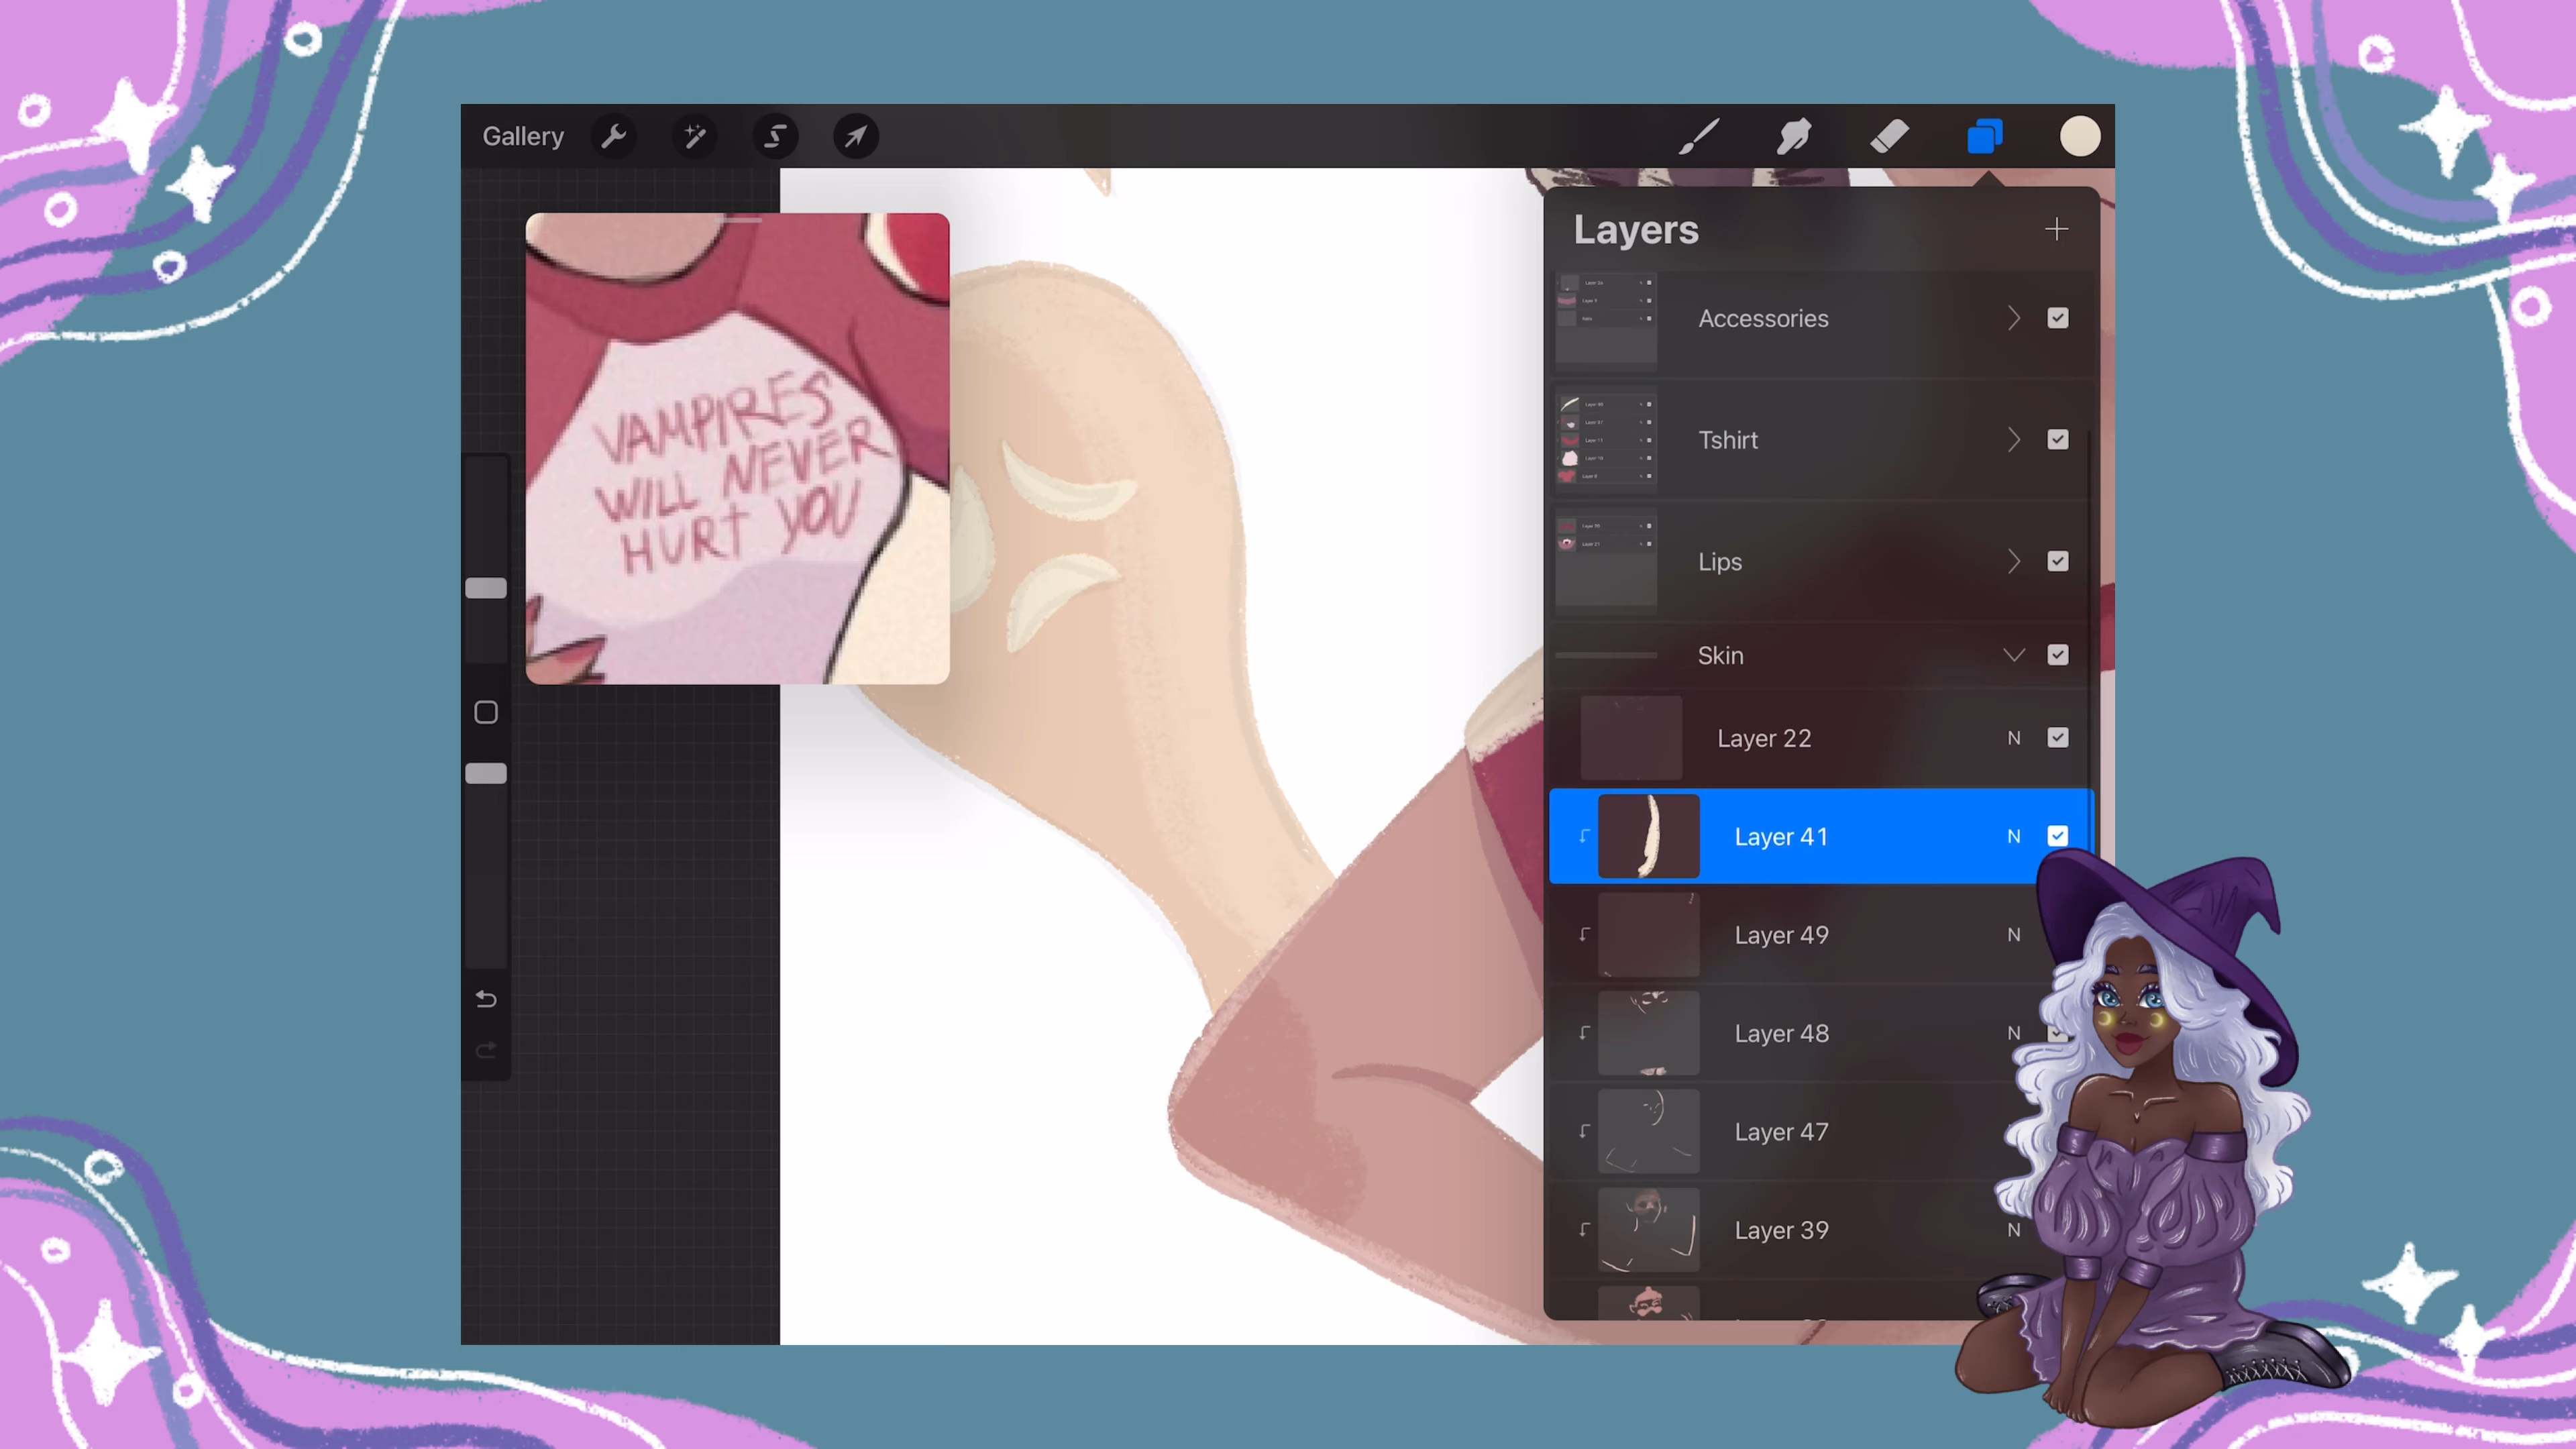 Gallery
VAMPIRES
WILL NEVER
HURT YOU
Layers
Accessories
Tshirt
Lips
Skin
Layer 22 N
Layer 41 N
Layer 49 N
Layer 48 N
Layer 47
Layer 39 N